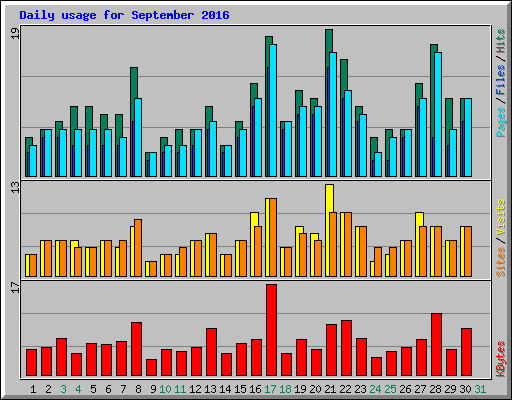 Daily usage for September 2016
19
Pages / Files / Hits
13
Sites / Visits
17
KBytes
1 2 3 4 5 6 7 8 9 10 11 12 13 14 15 16 17 18 19 20 21 22 23 24 25 26 27 28 29 30 31